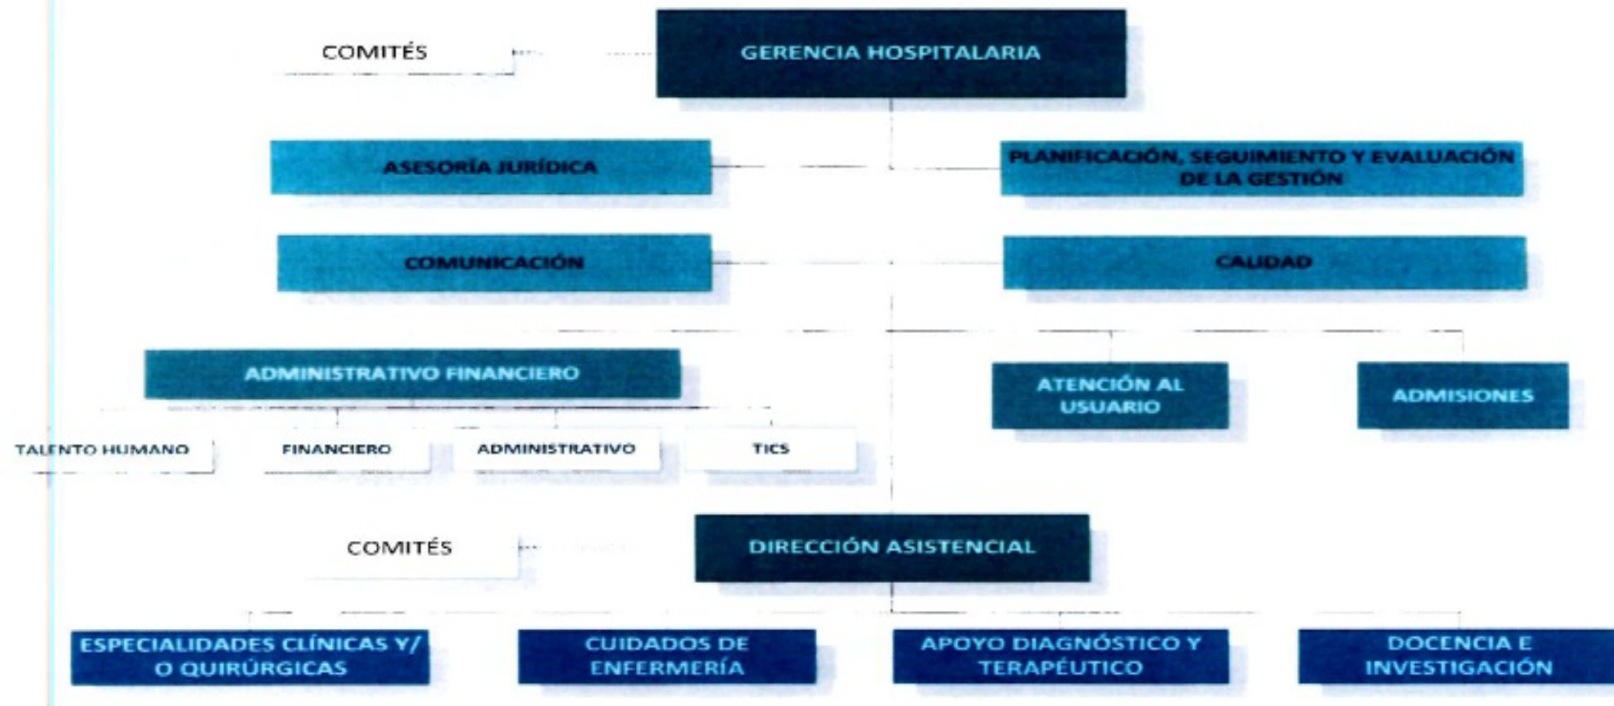 COMITÉS
GERENCIA HOSPITALARIA
ASESORÍA JURÍDICA
PLANIFICACIÓN, SEGUIMIENTO Y EVALUACIÓN
DE LA GESTIÓN
COMUNICACIÓN
CALIDAD
ADMINISTRATIVO FINANCIERO
ATENCIÓN AL
USUARIO
ADMISIONES
TALENTO HUMANO
FINANCIERO
ADMINISTRATIVO
TICS
COMITÉS
DIRECCIÓN ASISTENCIAL
ESPECIALIDADES CLÍNICAS Y/
O QUIRÚRGICAS
CUIDADOS DE
ENFERMERÍA
APOYO DIAGNÓSTICO Y
TERAPÉUTICO
DOCENCIA E
INVESTIGACIÓN